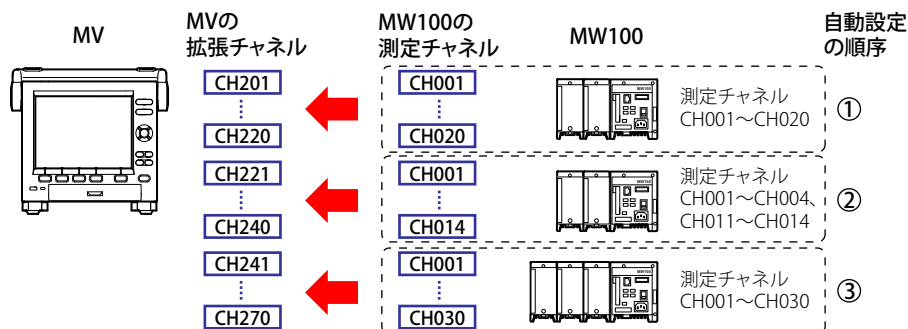 MV
MVの
拡張チャネル
MW100の
測定チャネル
MW100
自動設定
の順序
CH201
CH220
CH001
CH020
MW100
測定チャネル
CH001～CH020
①
CH221
CH240
CH001
CH014
MW100
測定チャネル
CH001～CH004、
CH011～CH014
②
CH241
CH270
CH001
CH030
MW100
測定チャネル
CH001～CH030
③